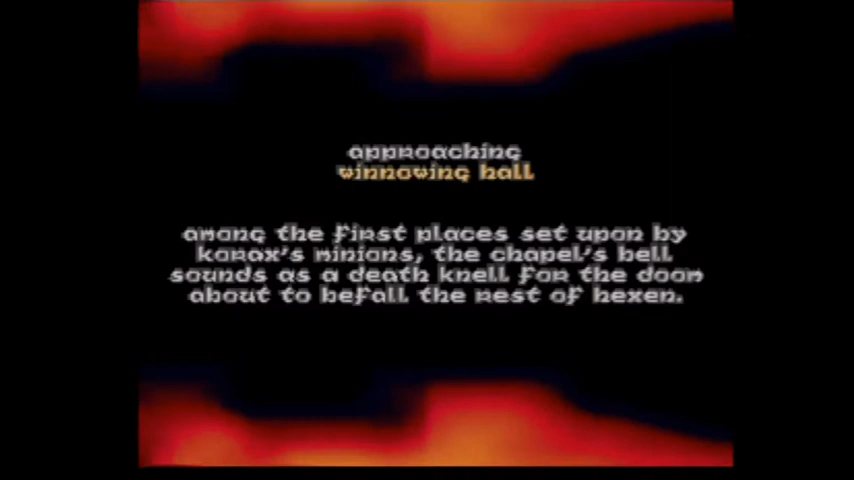 approaching
winnowing hall
among the first places set upon by
korax's minions, the chapel's bell
sounds as a death knell for the doom
about to befall the rest of hexen.